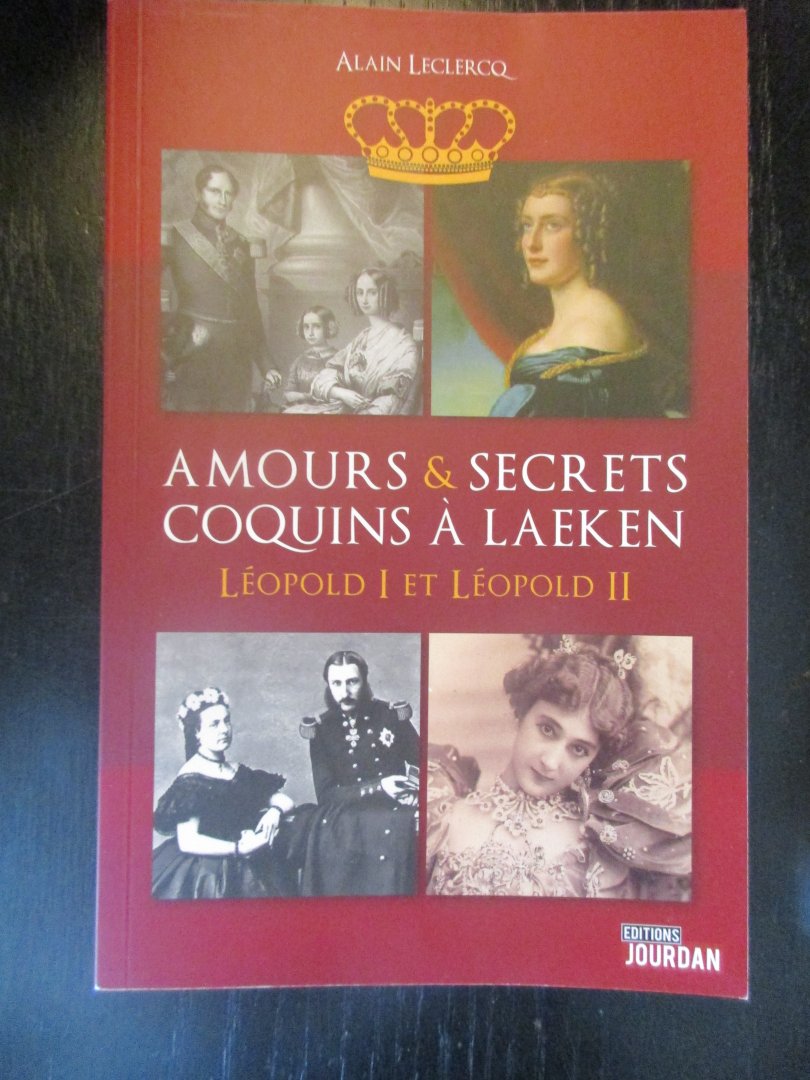 ALAIN LECLERCQ
AMOURS & SECRETS
COQUINS À LAEKEN
LÉOPOLD I ET LÉOPOLD II
EDITIONS
JOURDAN